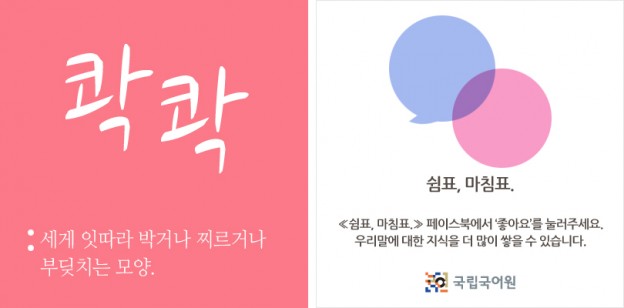 콱콱
: 세게 잇따라 박거나 찌르거나
부딪치는 모양.
쉼표, 마침표.
≪쉼표, 마침표.≫ 페이스북에서 '좋아요'를 눌러주세요.
우리말에 대한 지식을 더 많이 쌓을 수 있습니다.
국립국어원